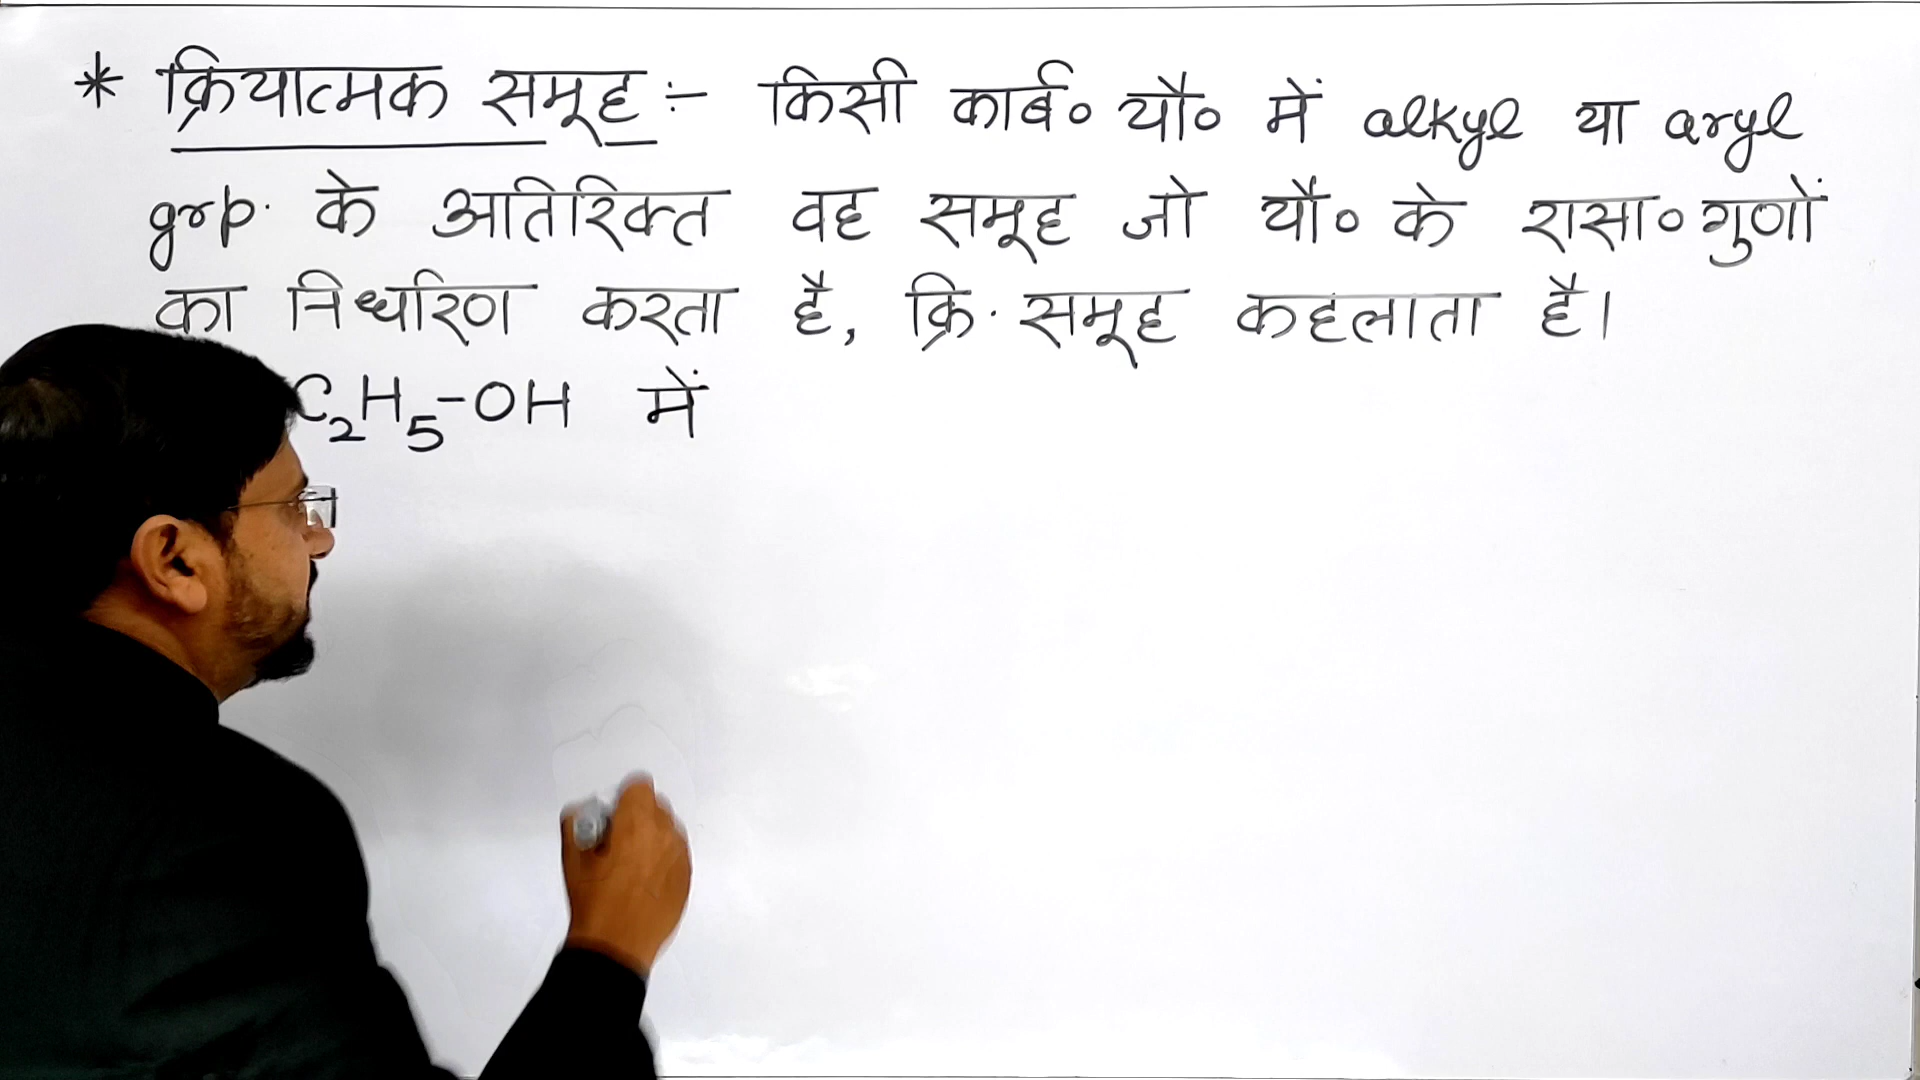 * क्रियात्मक समूह :- किसी कार्ब० यौ० में alkyl या aryl
grp. के अतिरिक्त वह समूह जो यौ० के रासा० गुणों
का निर्धारण करता है, क्रि. समूह कहलाता है।
C₂H₅-OH में